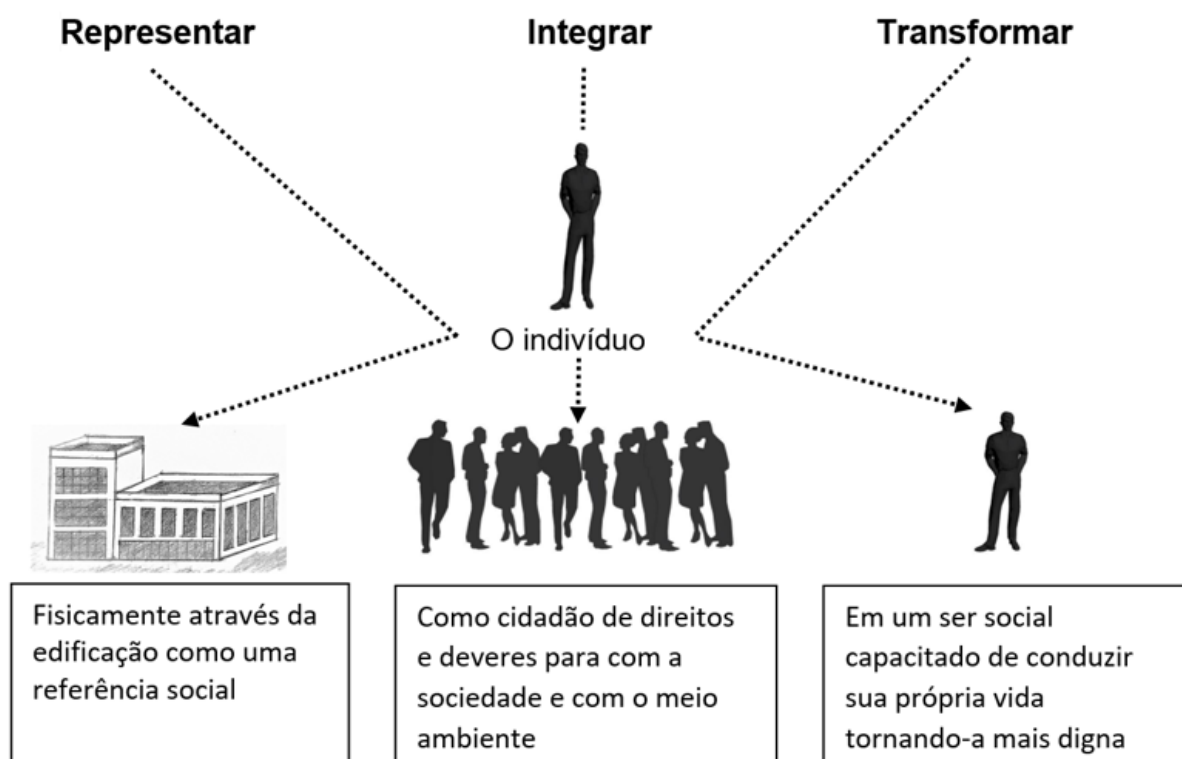 Representar
Integrar
Transformar
O indivíduo
Fisicamente através da
edificação como uma
referência social
Como cidadão de direitos
e deveres para com a
sociedade e com o meio
ambiente
Em um ser social
capacitado de conduzir
sua própria vida
tornando-a mais digna